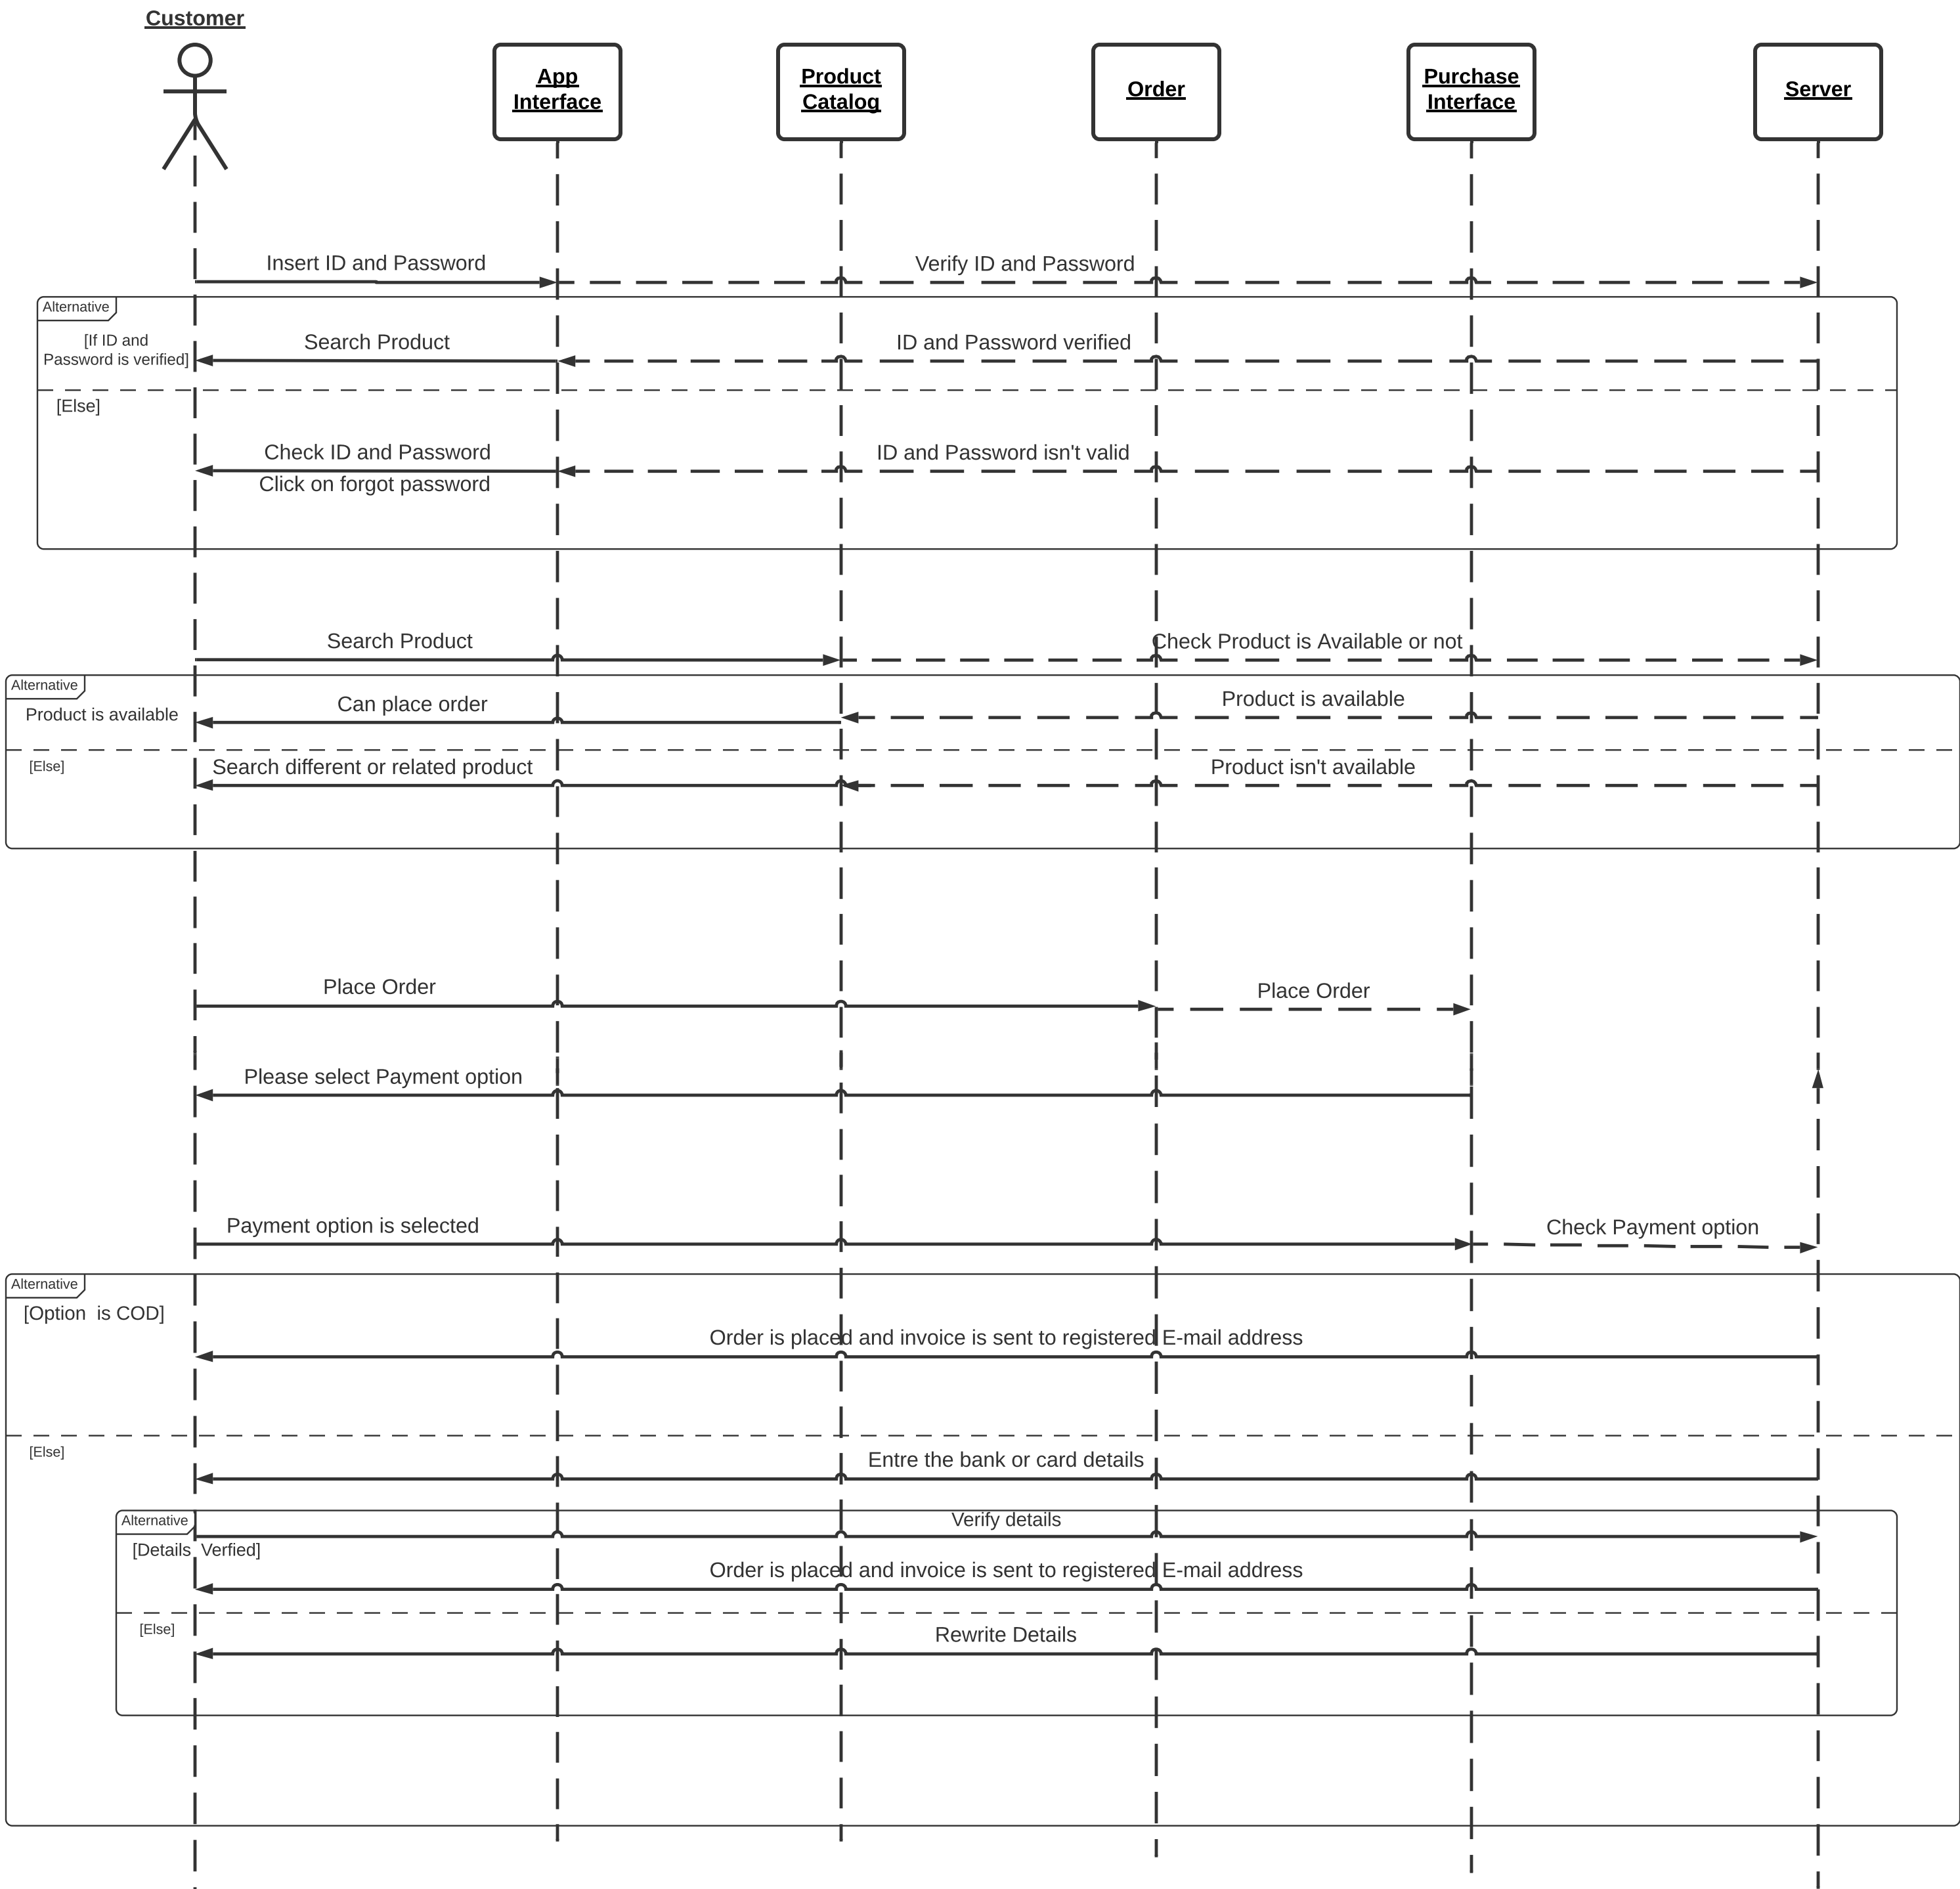 Customer
App
Interface
Product
Catalog
Order
Purchase
Interface
Server
Insert ID and Password
Verify ID and Password
Alternative
[If ID and
Password is verified]
Search Product
ID and Password verified
[Else]
Check ID and Password
ID and Password isn't valid
Click on forgot password
Search Product
Check Product is Available or not
Alternative
Product is available
Can place order
Product is available
[Else]
Search different or related product
Product isn't available
Place Order
Place Order
Please select Payment option
Payment option is selected
Check Payment option
Alternative
[Option  is COD]
Order is placed and invoice is sent to registered E-mail address
[Else]
Entre the bank or card details
Alternative
Verify details
[Details  Verfied]
Order is placed and invoice is sent to registered E-mail address
[Else]
Rewrite Details